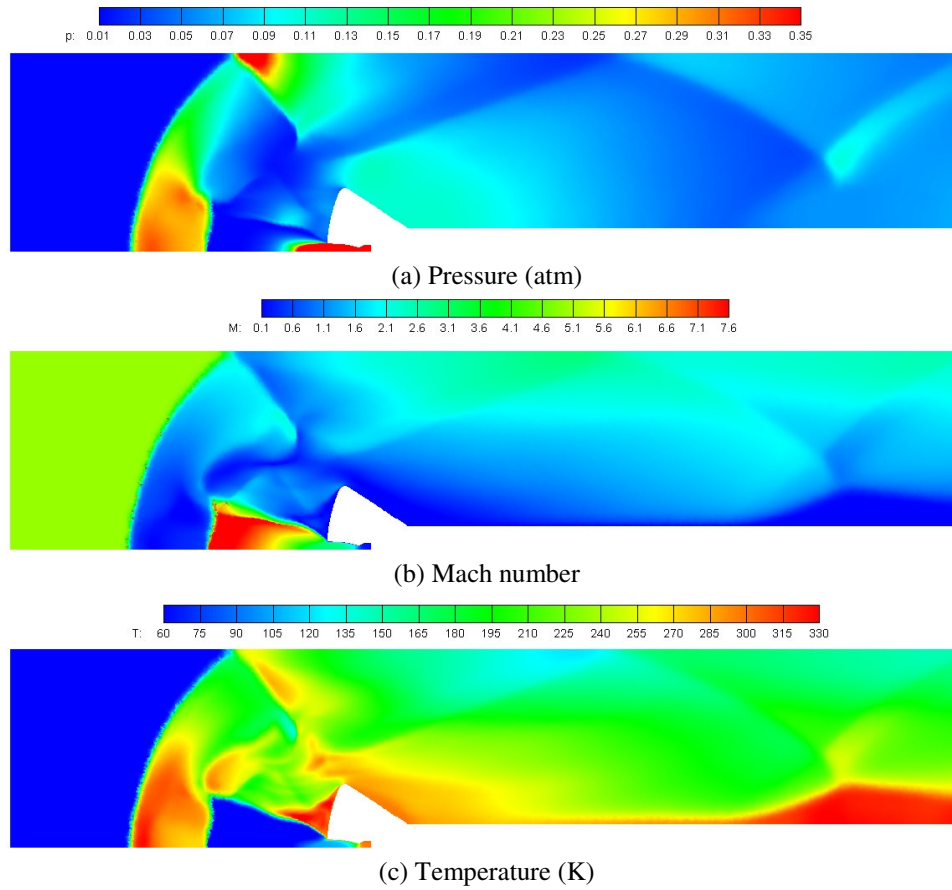 p: 0.01 0.03 0.05 0.07 0.09 0.11 0.13 0.15 0.17 0.19 0.21 0.23 0.25 0.27 0.29 0.31 0.33 0.35
(a) Pressure (atm)
M: 0.1 0.6 1.1 1.6 2.1 2.6 3.1 3.6 4.1 4.6 5.1 5.6 6.1 6.6 7.1 7.6
(b) Mach number
T: 60 75 90 105 120 135 150 165 180 195 210 225 240 255 270 285 300 315 330
(c) Temperature (K)